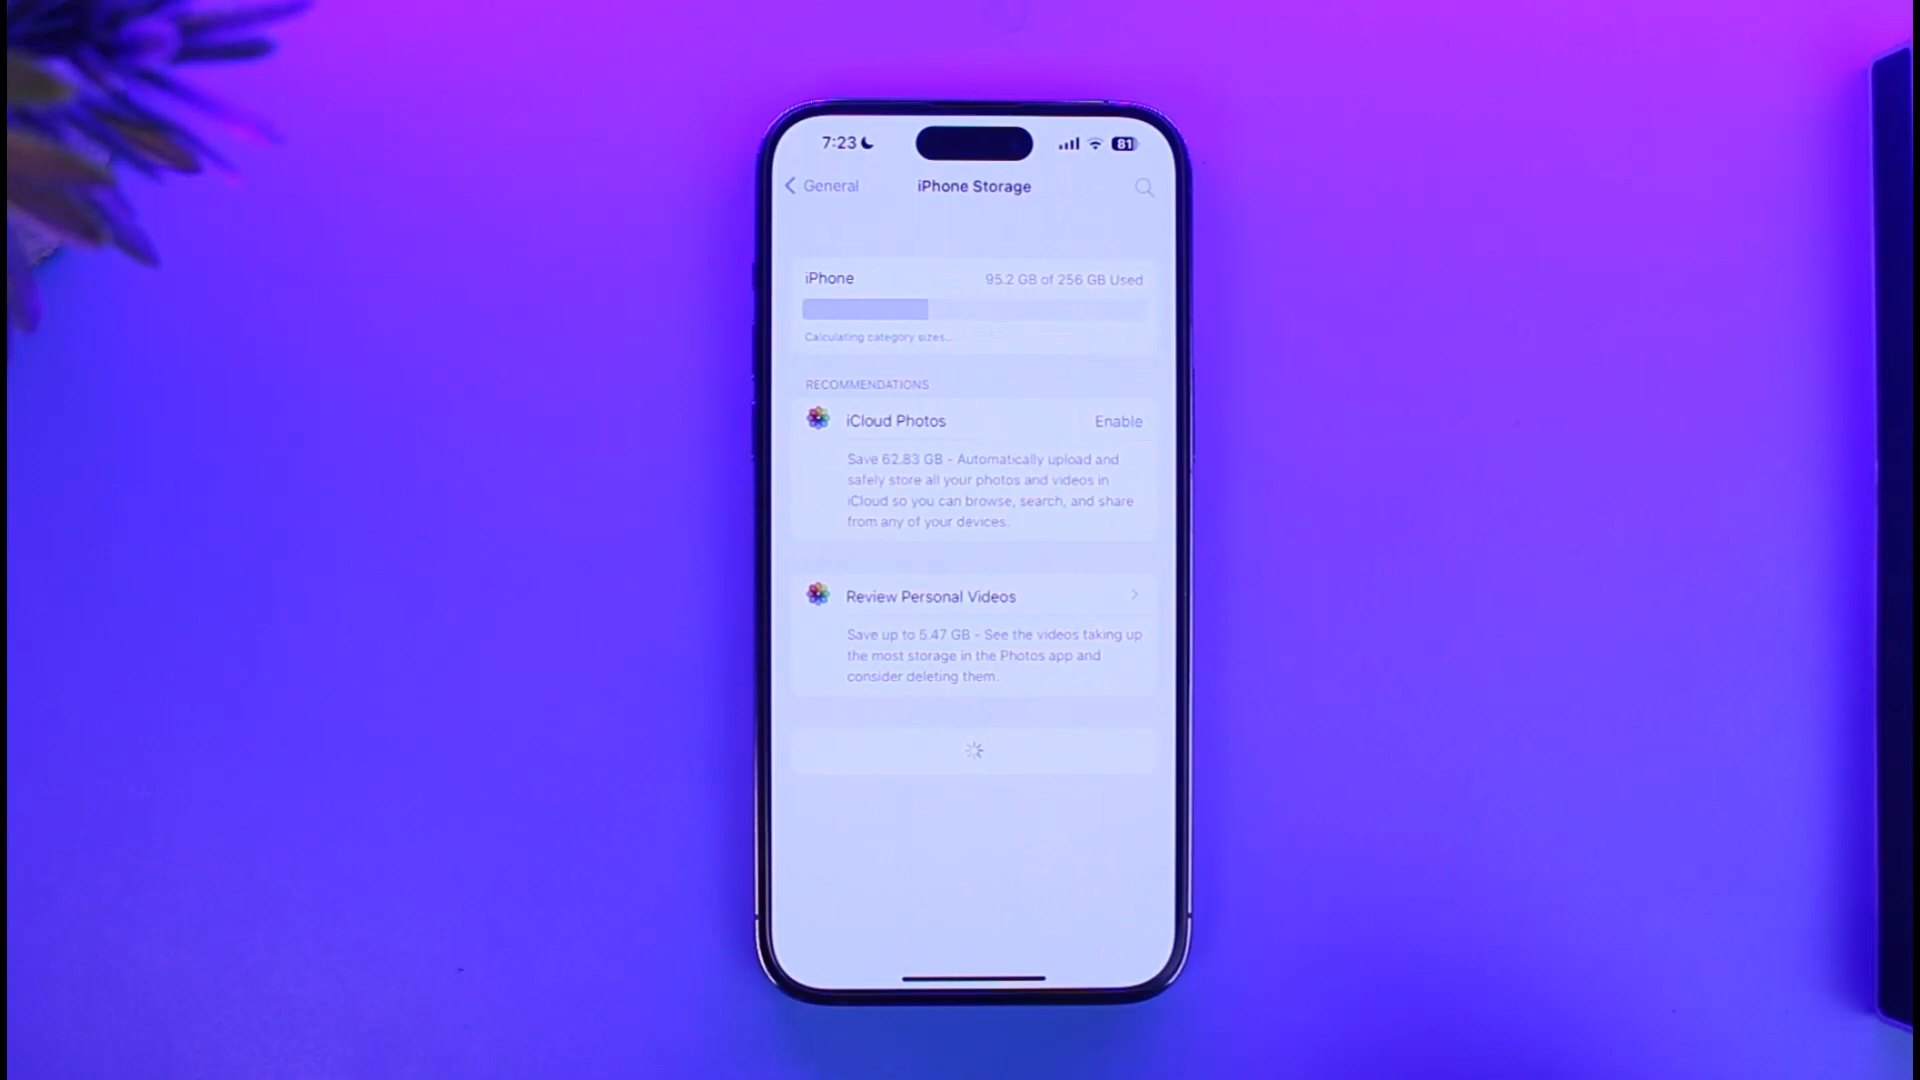 7:23
81
General
iPhone Storage
iPhone
95.2 GB of 256 GB Used
Calculating category sizes...
RECOMMENDATIONS
iCloud Photos
Enable
Save 62.83 GB - Automatically upload and
safely store all your photos and videos in
iCloud so you can browse, search, and share
from any of your devices.
Review Personal Videos
Save up to 5.47 GB - See the videos taking up
the most storage in the Photos app and
consider deleting them.